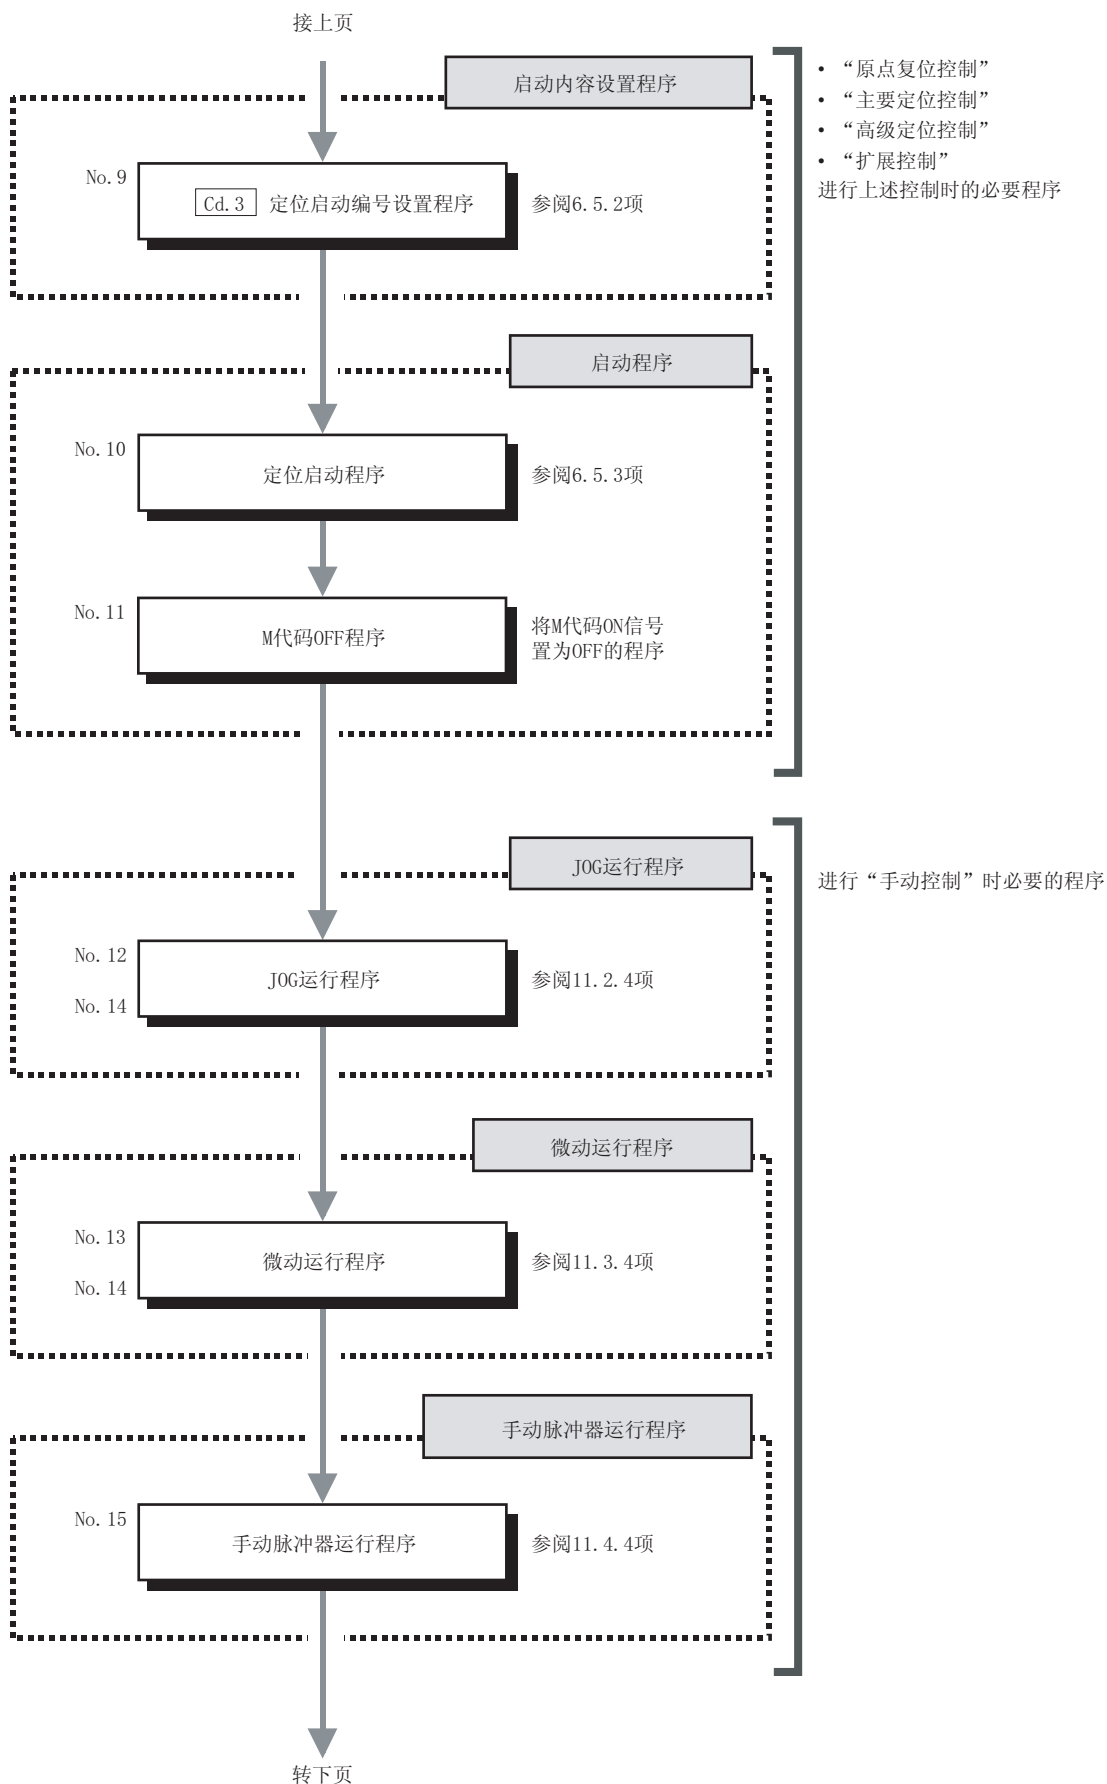 接上页
启动内容设置程序
• “原点复位控制”
• “主要定位控制”
• “高级定位控制”
• “扩展控制”
进行上述控制时的必要程序
No.9
Cd.3 定位启动编号设置程序
参阅6.5.2项
启动程序
No.10
定位启动程序
参阅6.5.3项
No.11
M代码OFF程序
将M代码ON信号
置为OFF的程序
JOG运行程序
进行“手动控制”时必要的程序
No.12
No.14
JOG运行程序
参阅11.2.4项
微动运行程序
No.13
No.14
微动运行程序
参阅11.3.4项
手动脉冲器运行程序
No.15
手动脉冲器运行程序
参阅11.4.4项
转下页